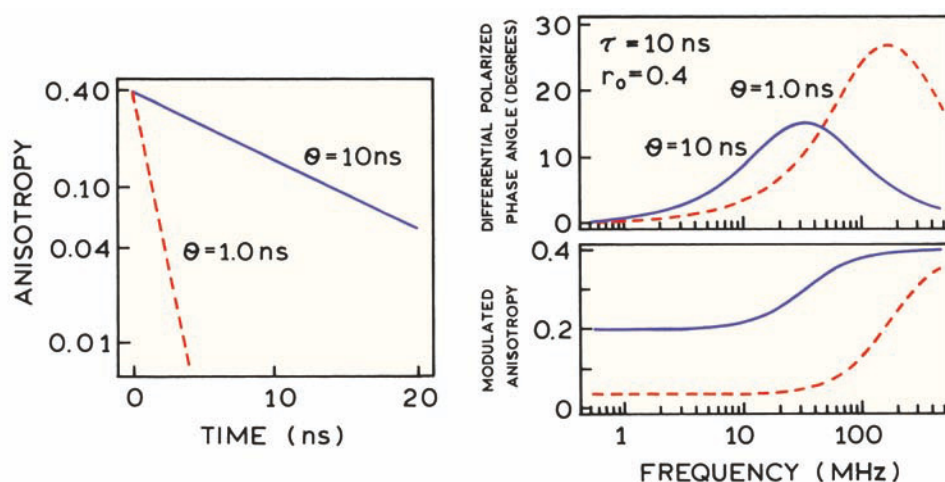 ANISOTROPY
0.40
0.10
0.04
0.01
θ = 10 ns
θ = 1.0 ns
0 10 20
TIME (ns)
DIFFERENTIAL POLARIZED
PHASE ANGLE (DEGREES)
30
20
10
0
τ = 10 ns
r₀ = 0.4
θ = 1.0 ns
θ = 10 ns
MODULATED
ANISOTROPY
0.4
0.2
0
1 10 100
FREQUENCY (MHz)